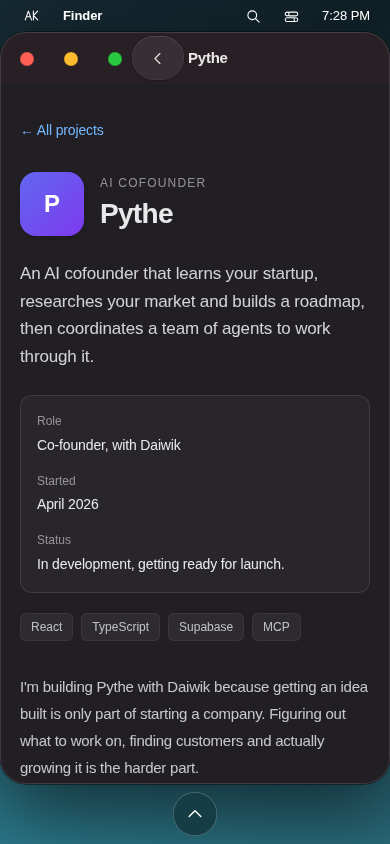 AK Finder 7:28 PM
Pythe
← All projects
P
AI COFOUNDER
Pythe
An AI cofounder that learns your startup,
researches your market and builds a roadmap,
then coordinates a team of agents to work
through it.
Role
Co-founder, with Daiwik
Started
April 2026
Status
In development, getting ready for launch.
React TypeScript Supabase MCP
I'm building Pythe with Daiwik because getting an idea
built is only part of starting a company. Figuring out
what to work on, finding customers and actually
growing it is the harder part.